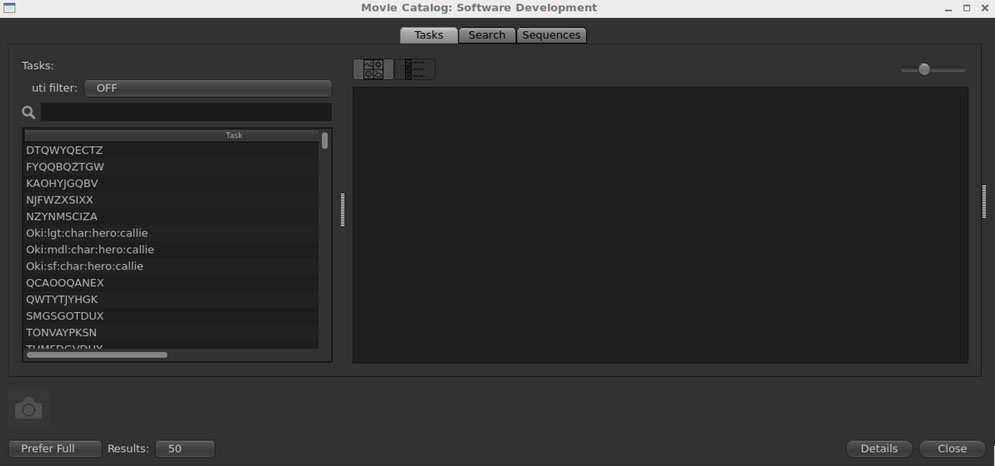 Movie Catalog: Software Development
Tasks Search Sequences
Tasks:
uti filter: OFF
Task
DTQWYQECTZ
FYQQBQZTGW
KAOHYJGQBV
NJFWZXSIXX
NZYNMSCIZA
Oki:lgt:char:hero:callie
Oki:mdl:char:hero:callie
Oki:sf:char:hero:callie
QCAOOQANEX
QWTYTJYHGK
SMGSGOTDUX
TONVAYPKSN
Prefer Full Results: 50 Details Close